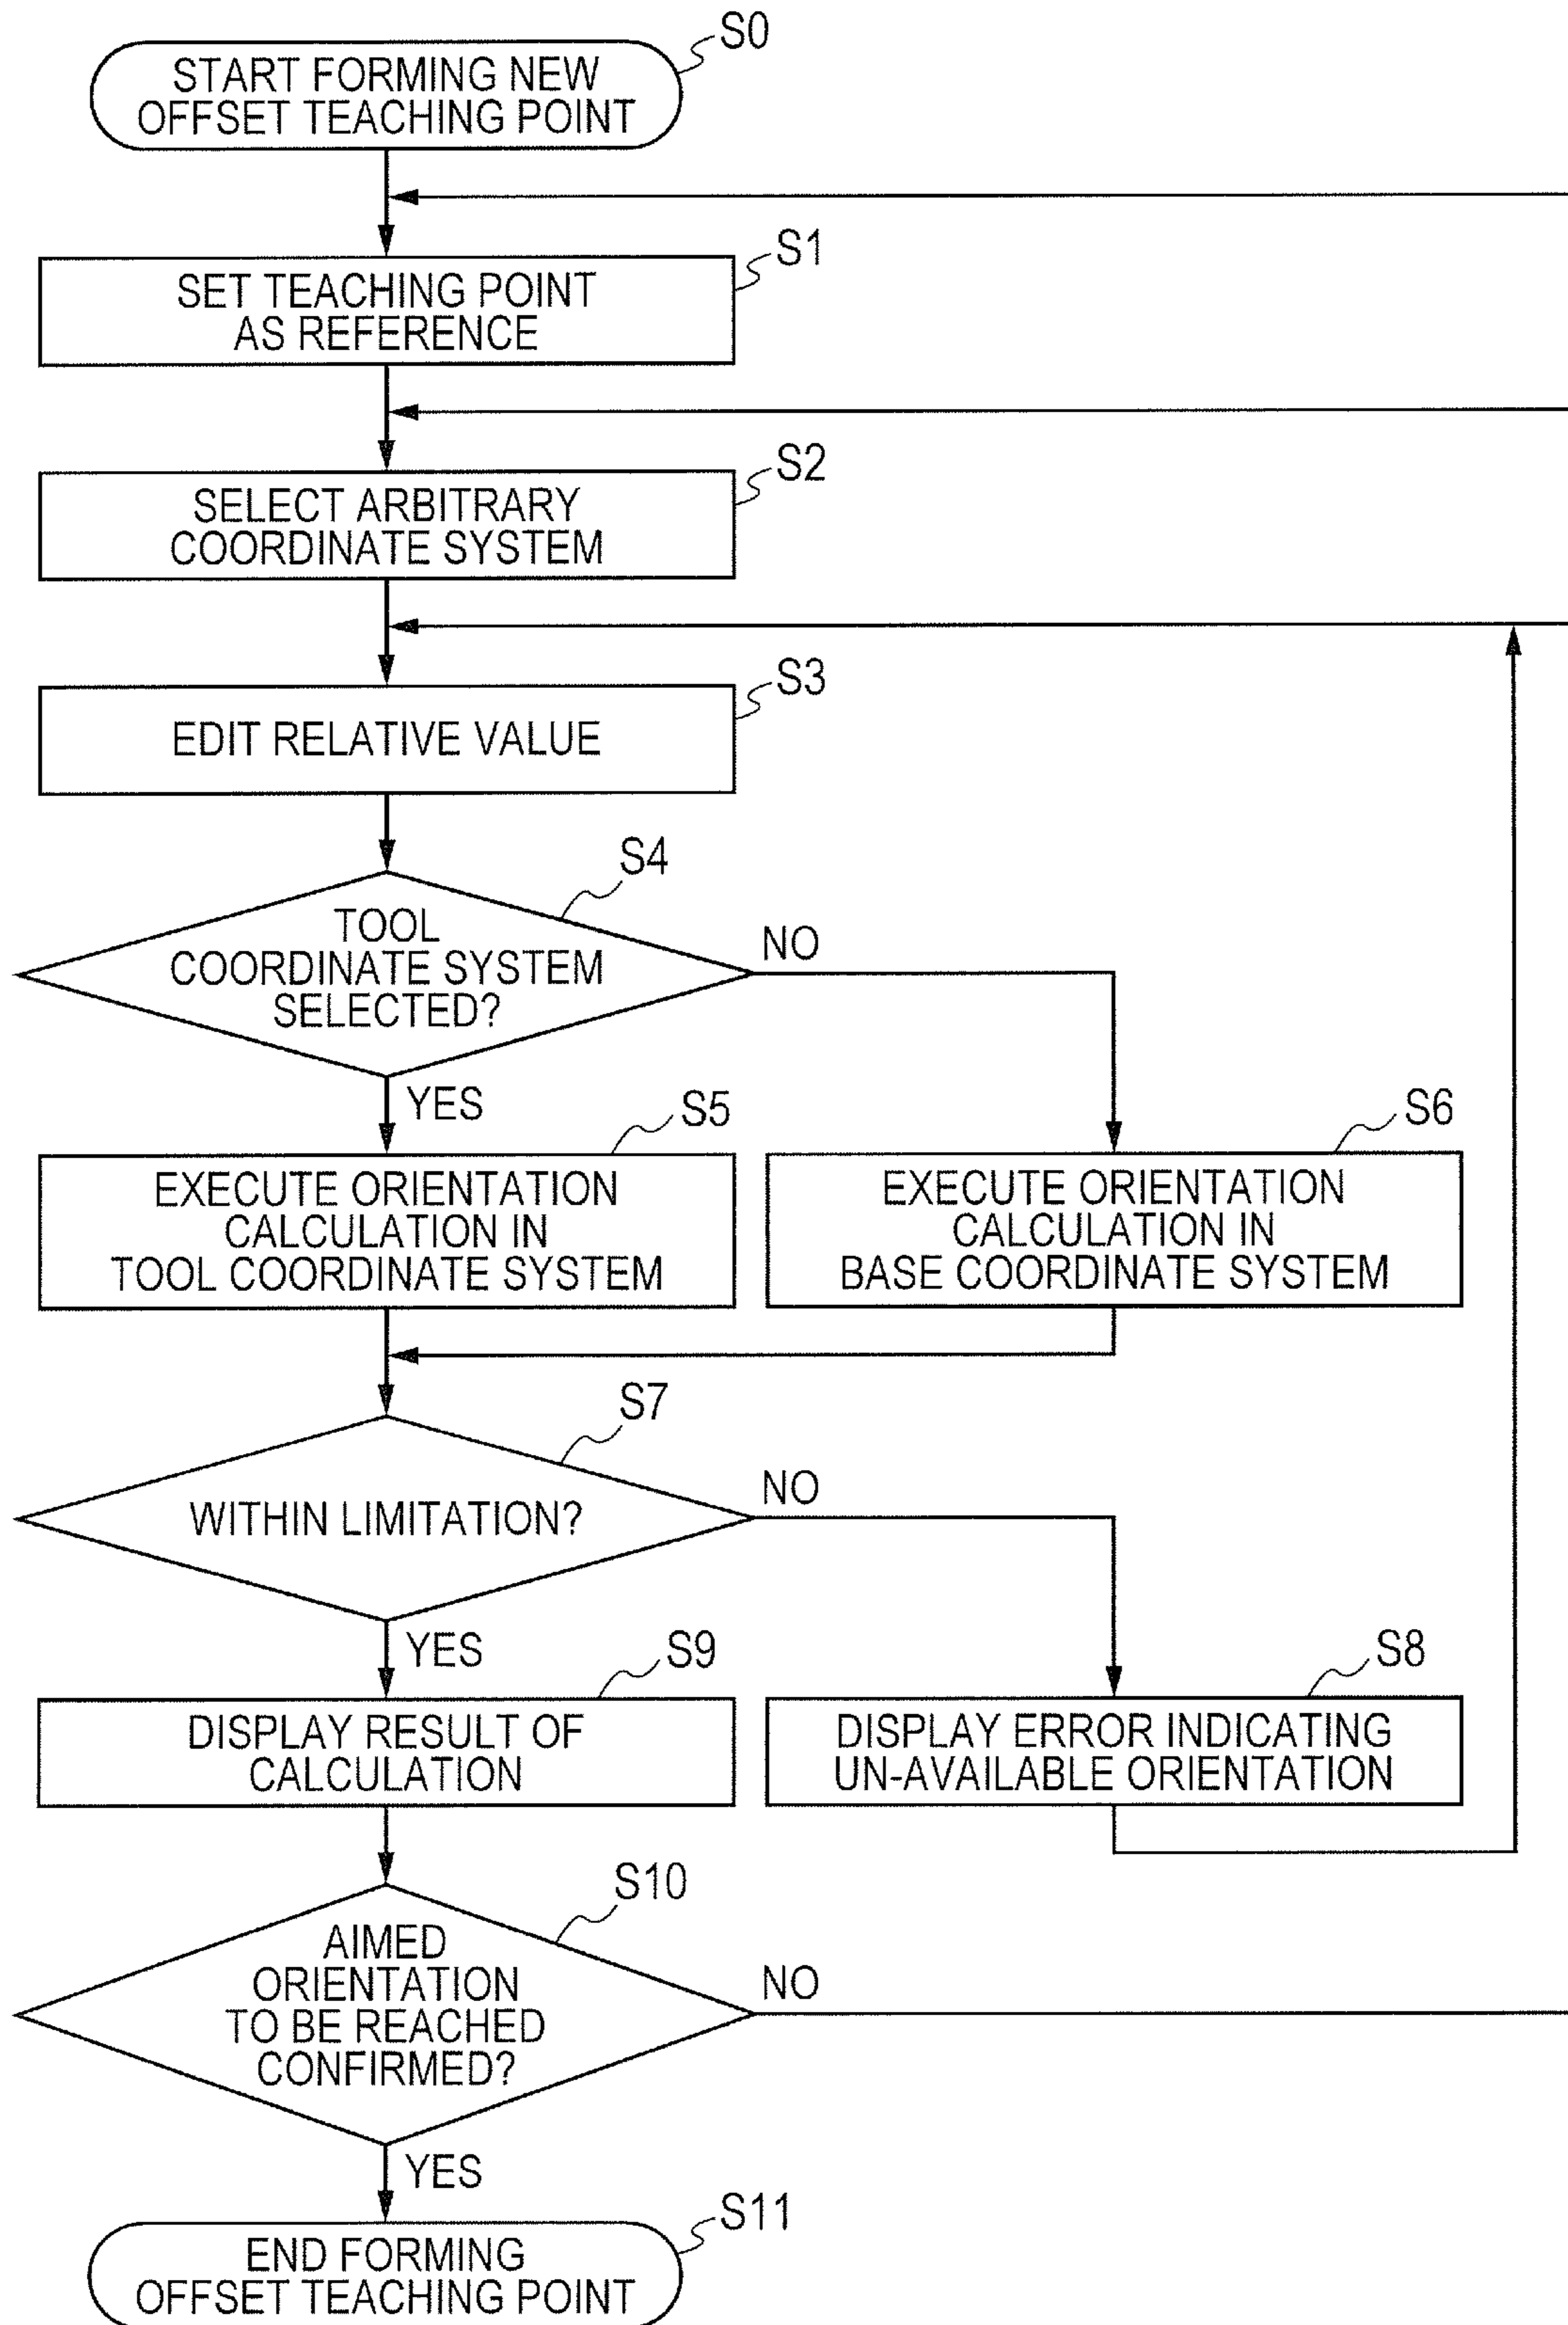 S0
START FORMING NEW
OFFSET TEACHING POINT
S1
SET TEACHING POINT
AS REFERENCE
S2
SELECT ARBITRARY
COORDINATE SYSTEM
S3
EDIT RELATIVE VALUE
S4
TOOL
COORDINATE SYSTEM
SELECTED?
NO
YES
S5
EXECUTE ORIENTATION
CALCULATION IN
TOOL COORDINATE SYSTEM
S6
EXECUTE ORIENTATION
CALCULATION IN
BASE COORDINATE SYSTEM
S7
WITHIN LIMITATION?
NO
YES
S9
DISPLAY RESULT OF
CALCULATION
S8
DISPLAY ERROR INDICATING
UN-AVAILABLE ORIENTATION
S10
AIMED
ORIENTATION
TO BE REACHED
CONFIRMED?
NO
YES
S11
END FORMING
OFFSET TEACHING POINT